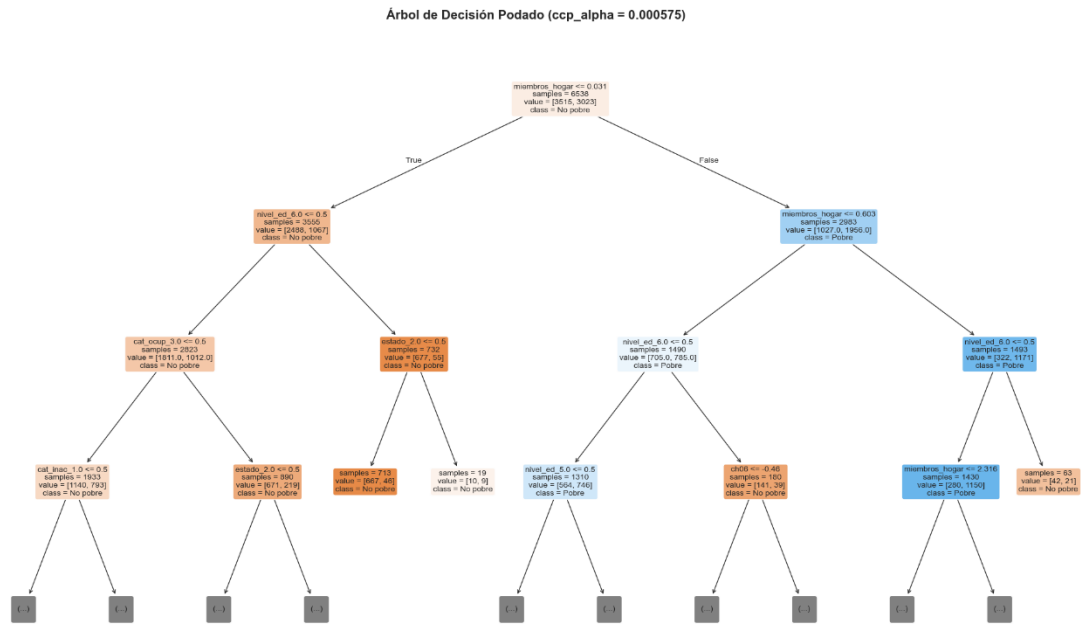 Árbol de Decisión Podado (ccp_alpha = 0.000575)
miembros_hogar <= 0.031
samples = 6538
value = [3515, 3023]
class = No pobre
True
False
nivel_ed_6.0 <= 0.5
samples = 3555
value = [2488, 1067]
class = No pobre
miembros_hogar <= 0.603
samples = 2983
value = [1027.0, 1956.0]
class = Pobre
cat_ocup_3.0 <= 0.5
samples = 2823
value = [1811.0, 1012.0]
class = No pobre
estado_2.0 <= 0.5
samples = 732
value = [677, 55]
class = No pobre
nivel_ed_6.0 <= 0.5
samples = 1490
value = [705.0, 785.0]
class = Pobre
nivel_ed_6.0 <= 0.5
samples = 1493
value = [322, 1171]
class = Pobre
cat_inac_1.0 <= 0.5
samples = 1933
value = [1140, 793]
class = No pobre
estado_2.0 <= 0.5
samples = 890
value = [671, 219]
class = No pobre
samples = 713
value = [667, 46]
class = No pobre
samples = 19
value = [10, 9]
class = No pobre
nivel_ed_5.0 <= 0.5
samples = 1310
value = [564, 746]
class = Pobre
ch06 <= -0.46
samples = 180
value = [141, 39]
class = No pobre
miembros_hogar <= 2.316
samples = 1430
value = [280, 1150]
class = Pobre
samples = 63
value = [42, 21]
class = No pobre
(...)
(...)
(...)
(...)
(...)
(...)
(...)
(...)
(...)
(...)